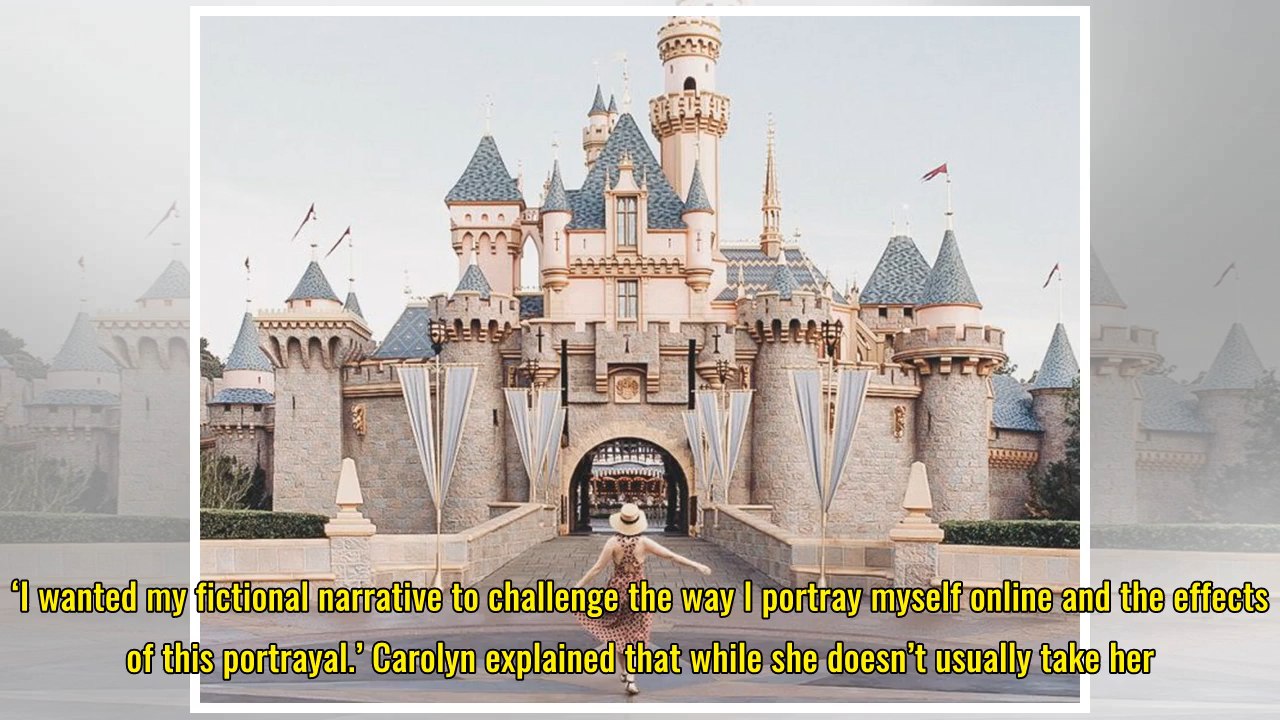 ‘I wanted my fictional narrative to challenge the way I portray myself online and the effects
of this portrayal.’ Carolyn explained that while she doesn’t usually take her